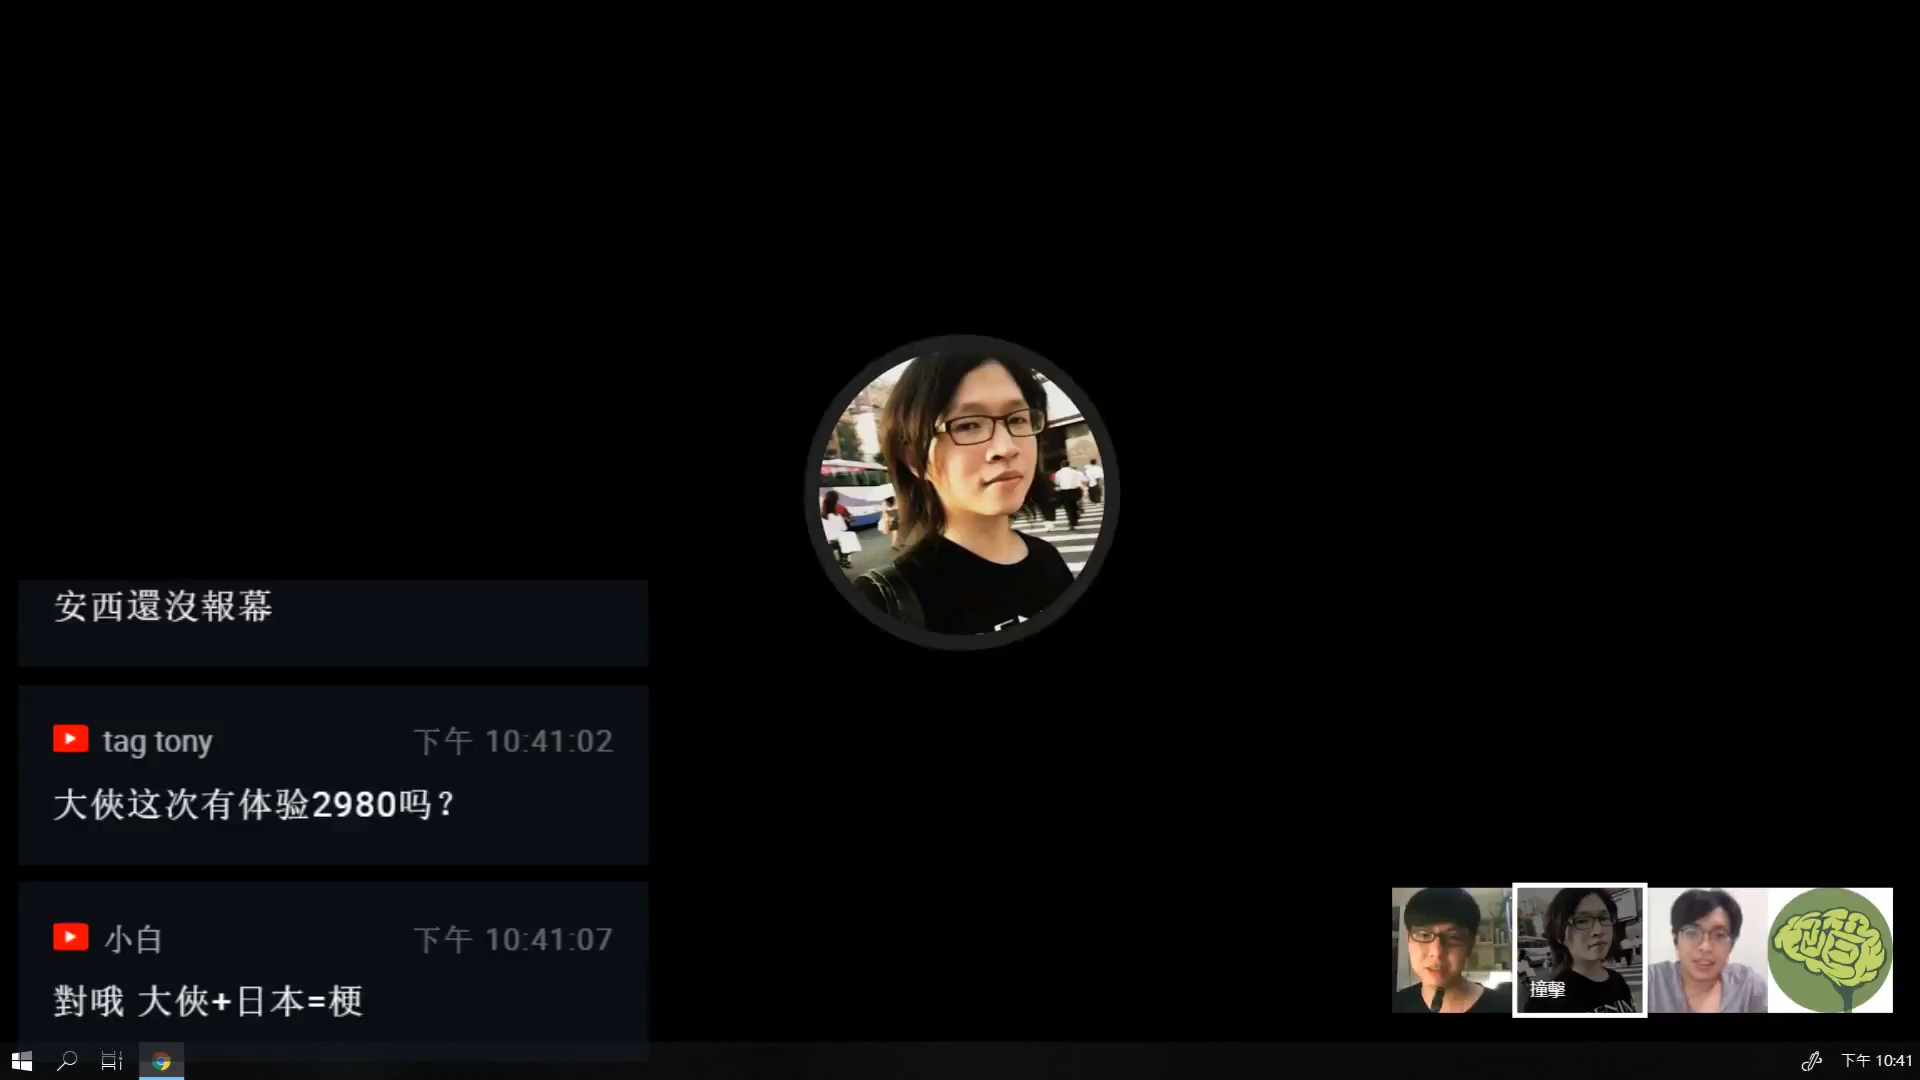 安西還沒報幕
tag tony 下午 10:41:02
大俠这次有体验2980吗？
小白 下午 10:41:07
對哦 大俠+日本=梗
撞擊
下午 10:41